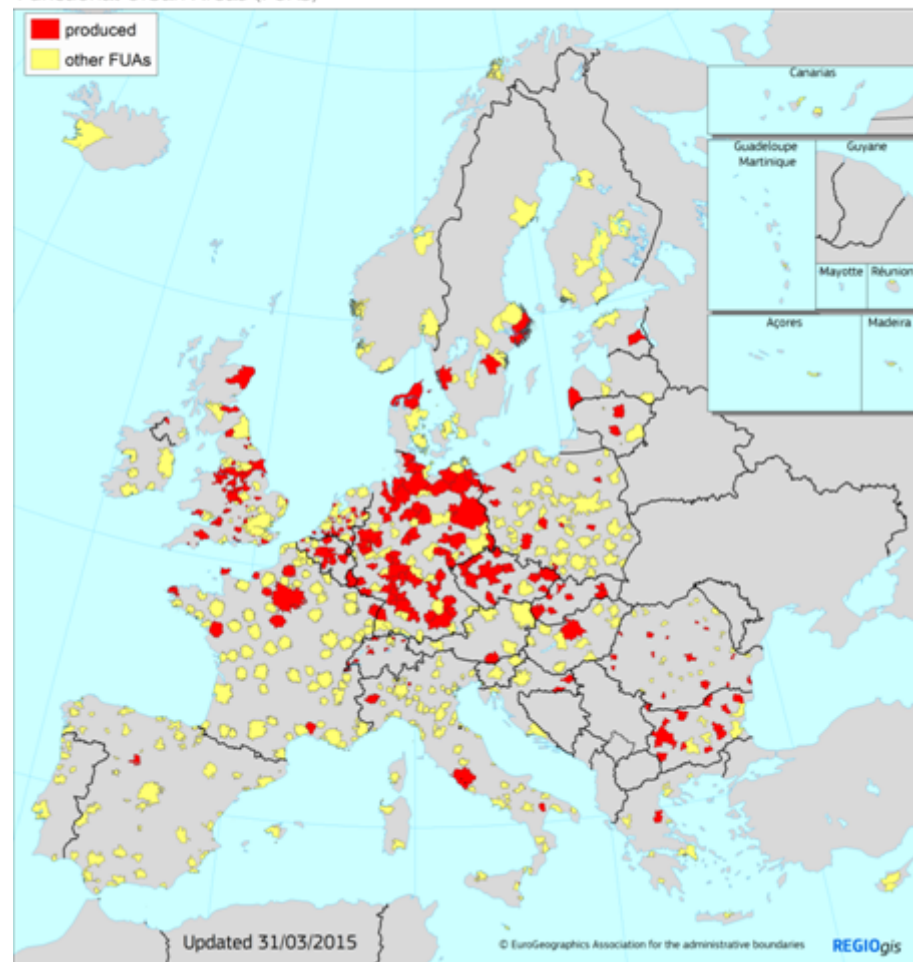 produced
other FUAs
Canarias
Guadeloupe
Martinique
Guyane
Mayotte
Réunion
Açores
Madeira
Updated 31/03/2015
© EuroGeographics Association for the administrative boundaries
REGIOgis